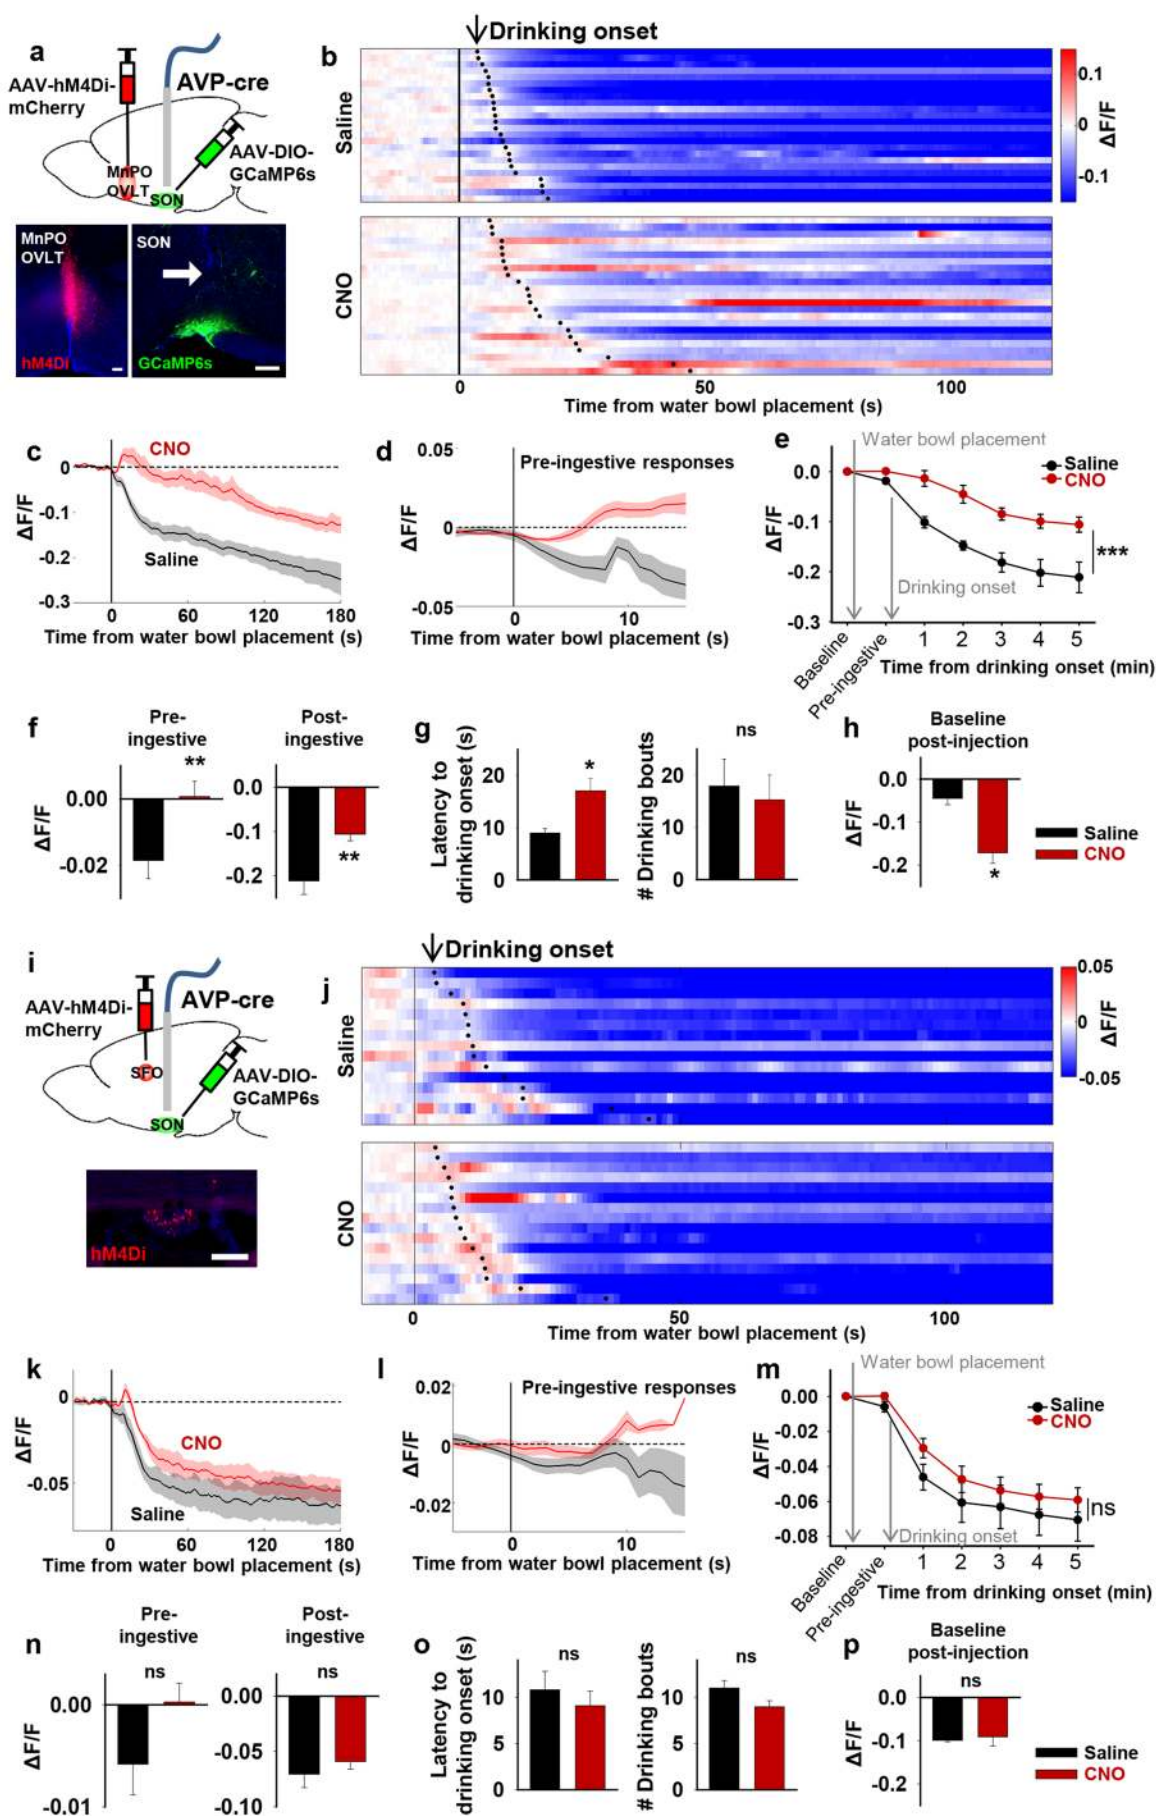 a
AAV-hM4Di-
mCherry
AVP-cre
AAV-DIO-
GCaMP6s
MnPO
OVLT
SON
MnPO
OVLT
hM4Di
SON
GCaMP6s
b
Drinking onset
Saline
CNO
0
50
100
Time from water bowl placement (s)
0.1
0
-0.1
ΔF/F
c
CNO
Saline
0
-0.1
-0.2
-0.3
ΔF/F
0
60
120
180
Time from water bowl placement (s)
d
Pre-ingestive responses
0.05
0
-0.05
ΔF/F
0
10
Time from water bowl placement (s)
e
Water bowl placement
Saline
CNO
Drinking onset
***
0.0
-0.1
-0.2
-0.3
ΔF/F
Baseline
Pre-ingestive
1
2
3
4
5
Time from drinking onset (min)
f
Pre-
ingestive
**
0.00
-0.02
ΔF/F
Post-
ingestive
0.0
-0.1
-0.2
**
g
Latency to
drinking onset (s)
20
10
0
*
# Drinking bouts
ns
20
10
0
h
Baseline
post-injection
0.0
-0.1
-0.2
ΔF/F
*
Saline
CNO
i
AAV-hM4Di-
mCherry
AVP-cre
SFO
AAV-DIO-
GCaMP6s
SON
hM4Di
j
Drinking onset
Saline
CNO
0
50
100
Time from water bowl placement (s)
0.05
0
-0.05
ΔF/F
k
CNO
Saline
0
-0.05
ΔF/F
0
60
120
180
Time from water bowl placement (s)
l
Pre-ingestive responses
0.02
0
-0.02
ΔF/F
0
10
Time from water bowl placement (s)
m
Water bowl placement
Saline
CNO
ns
Drinking onset
0.00
-0.02
-0.04
-0.06
-0.08
ΔF/F
Baseline
Pre-ingestive
1
2
3
4
5
Time from drinking onset (min)
n
Pre-
ingestive
ns
0.00
-0.01
ΔF/F
Post-
ingestive
ns
0.00
-0.05
-0.10
o
Latency to
drinking onset (s)
ns
10
5
0
# Drinking bouts
ns
10
5
0
p
Baseline
post-injection
ns
0.0
-0.1
-0.2
ΔF/F
Saline
CNO